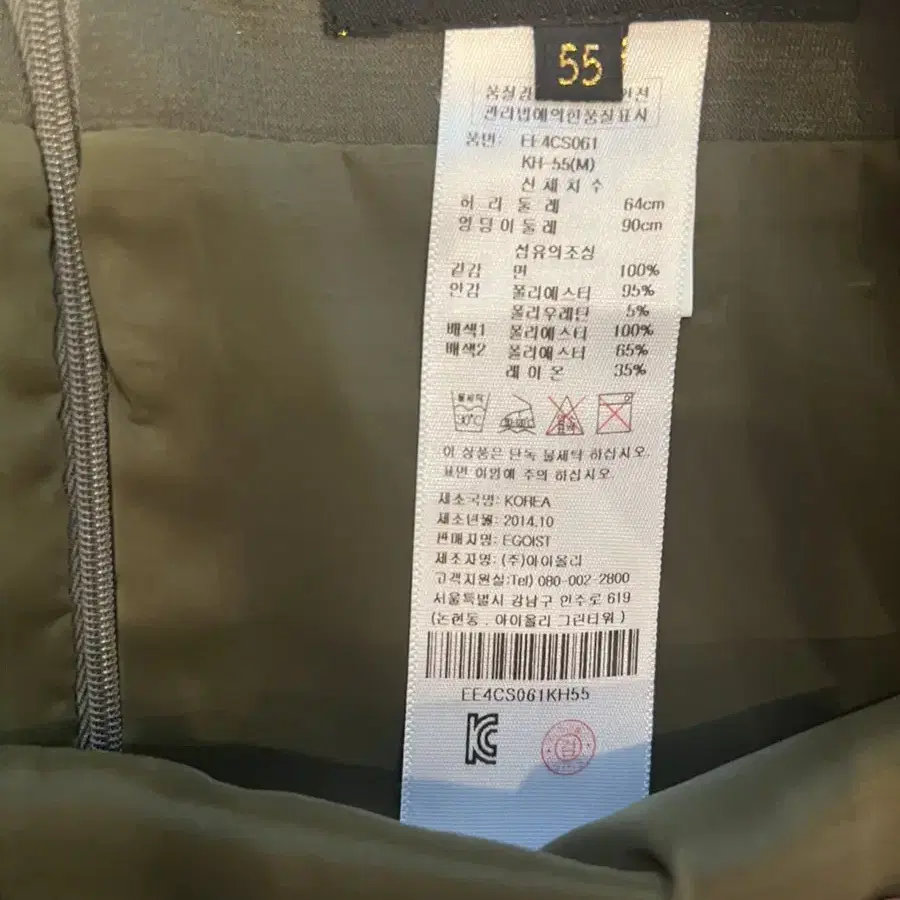 55
품질 안전
관리법에의한품질표시
품번: EE4CS061
KH-55(M)
신체치수
허리둘레 64cm
엉덩이둘레 90cm
섬유의조성
겉감 면 100%
안감 폴리에스터 95%
폴리우레탄 5%
배색1 폴리에스터 100%
배색2 폴리에스터 65%
레이온 35%
이 상품은 단독 물세탁 하십시오.
표면 이염에 주의 하십시오
제조국명: KOREA
제조년월: 2014.10
판매자명: EGOIST
제조자명: (주)아이올리
고객지원실:Tel) 080-002-2800
서울특별시 강남구 언주로 619
(논현동 . 아이올리 그린타워)
EE4CS061KH55
KC
검